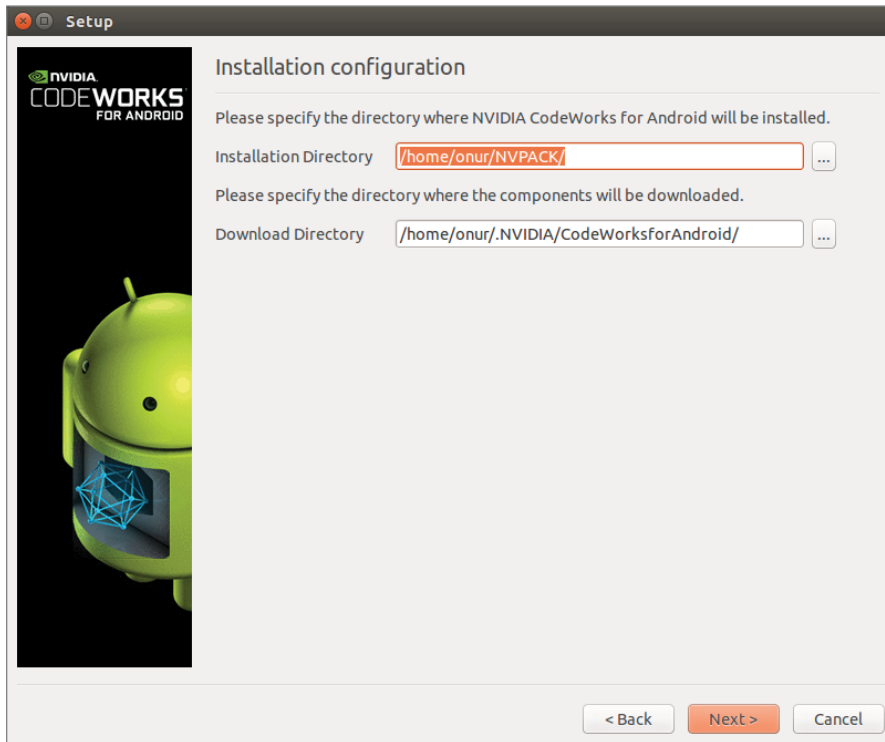 Setup
NVIDIA.
CODEWORKS
FOR ANDROID
Installation configuration
Please specify the directory where NVIDIA CodeWorks for Android will be installed.
Installation Directory /home/onur/NVPACK/ ...
Please specify the directory where the components will be downloaded.
Download Directory /home/onur/.NVIDIA/CodeWorksforAndroid/ ...
< Back Next > Cancel